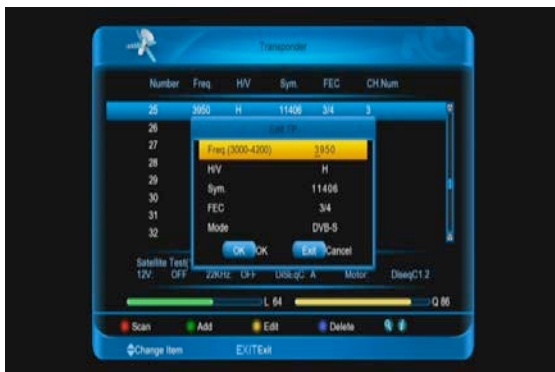 Transponder
Number Freq. H/V Sym. FEC CH.Num
25 3950 H 11406 3/4 3
26
Edit TP
27
Freq.(3000-4200) 3950
28
H/V H
29
Sym. 11406
30
FEC 3/4
31
Mode DVB-S
32
OK OK Exit Cancel
Satellite Test(
12V: OFF 22KHz: OFF DiSEqC: A Motor: DiseqC1.2
L 64 Q 86
Scan Add Edit Delete
Change Item EXIT Exit